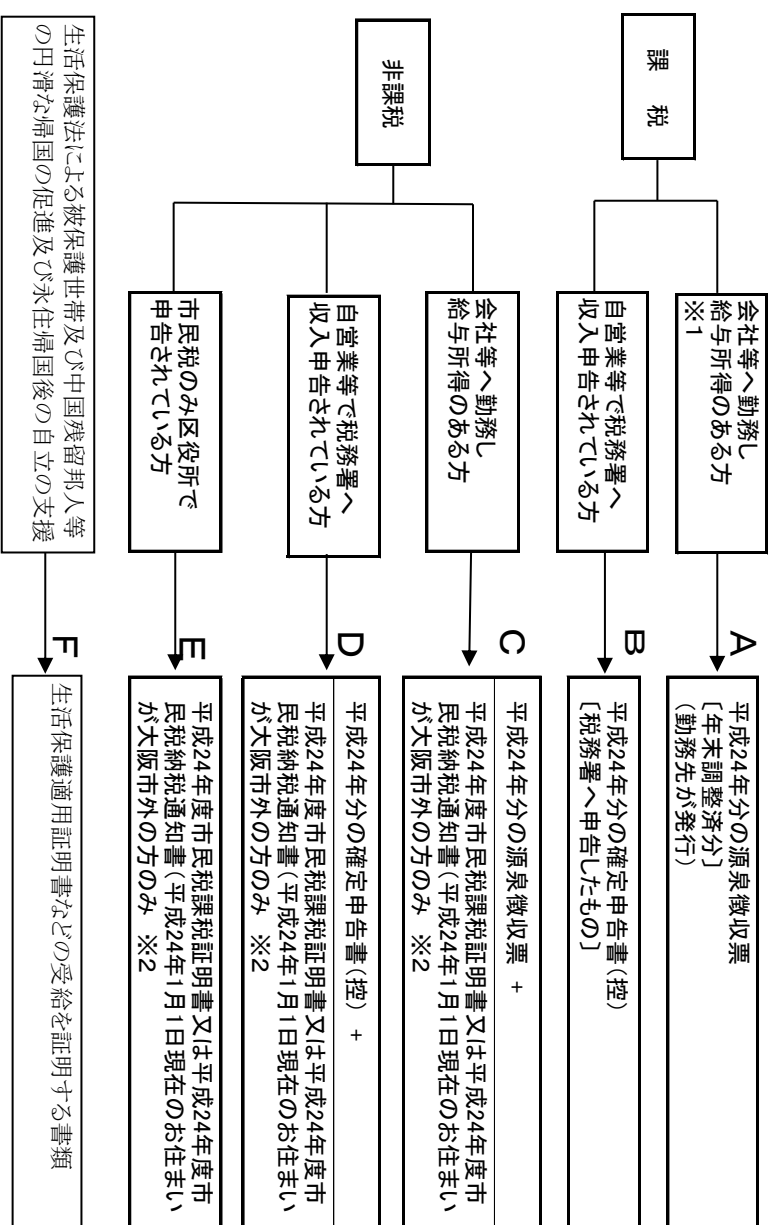 課　税
会社等へ勤務し
給与所得のある方
※1
A
平成24年分の源泉徴収票
［年末調整済分］
（勤務先が発行）
自営業等で税務署へ
収入申告されている方
B
平成24年分の確定申告書（控）
［税務署へ申告したもの］
非課税
会社等へ勤務し
給与所得のある方
C
平成24年分の源泉徴収票 +
平成24年度市民税課税証明書又は平成24年度市
民税納税通知書（平成24年1月1日現在のお住まい
が大阪市外の方のみ ※2
自営業等で税務署へ
収入申告されている方
D
平成24年分の確定申告書（控） +
平成24年度市民税課税証明書又は平成24年度市
民税納税通知書（平成24年1月1日現在のお住まい
が大阪市外の方のみ ※2
市民税のみ区役所で
申告されている方
E
平成24年度市民税課税証明書又は平成24年度市
民税納税通知書（平成24年1月1日現在のお住まい
が大阪市外の方のみ ※2
生活保護法による被保護世帯及び中国残留邦人等
の円滑な帰国の促進及び永住帰国後の自立の支援
F
生活保護適用証明書などの受給を証明する書類